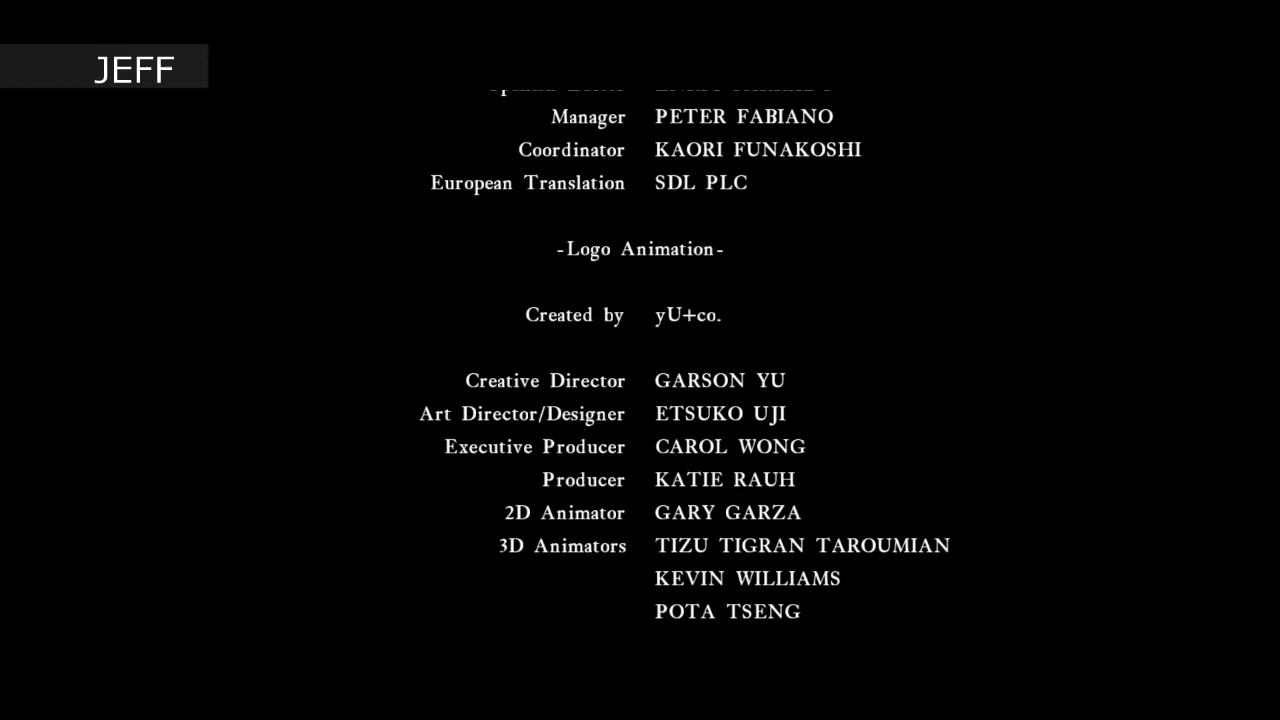 JEFF
Manager PETER FABIANO
Coordinator KAORI FUNAKOSHI
European Translation SDL PLC
-Logo Animation-
Created by yU+co.
Creative Director GARSON YU
Art Director/Designer ETSUKO UJI
Executive Producer CAROL WONG
Producer KATIE RAUH
2D Animator GARY GARZA
3D Animators TIZU TIGRAN TAROUMIAN
KEVIN WILLIAMS
POTA TSENG